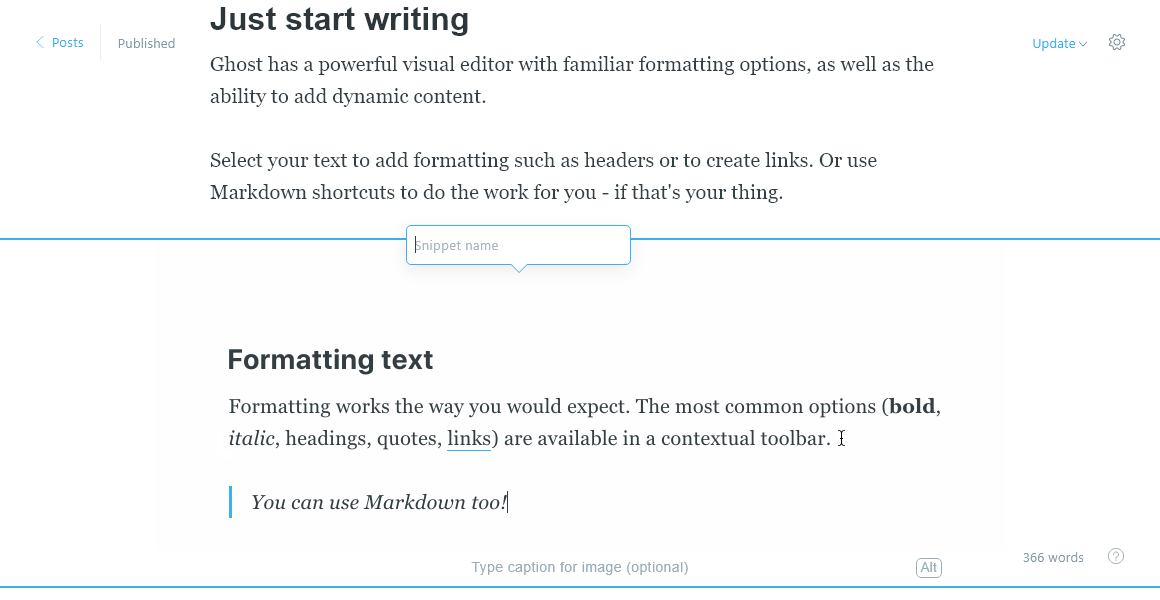 Just start writing
Posts
Published
Update
Ghost has a powerful visual editor with familiar formatting options, as well as the
ability to add dynamic content.
Select your text to add formatting such as headers or to create links. Or use
Markdown shortcuts to do the work for you - if that's your thing.
Snippet name
Formatting text
Formatting works the way you would expect. The most common options (bold,
italic, headings, quotes, links) are available in a contextual toolbar.
You can use Markdown too!
366 words
?
Type caption for image (optional)
Alt